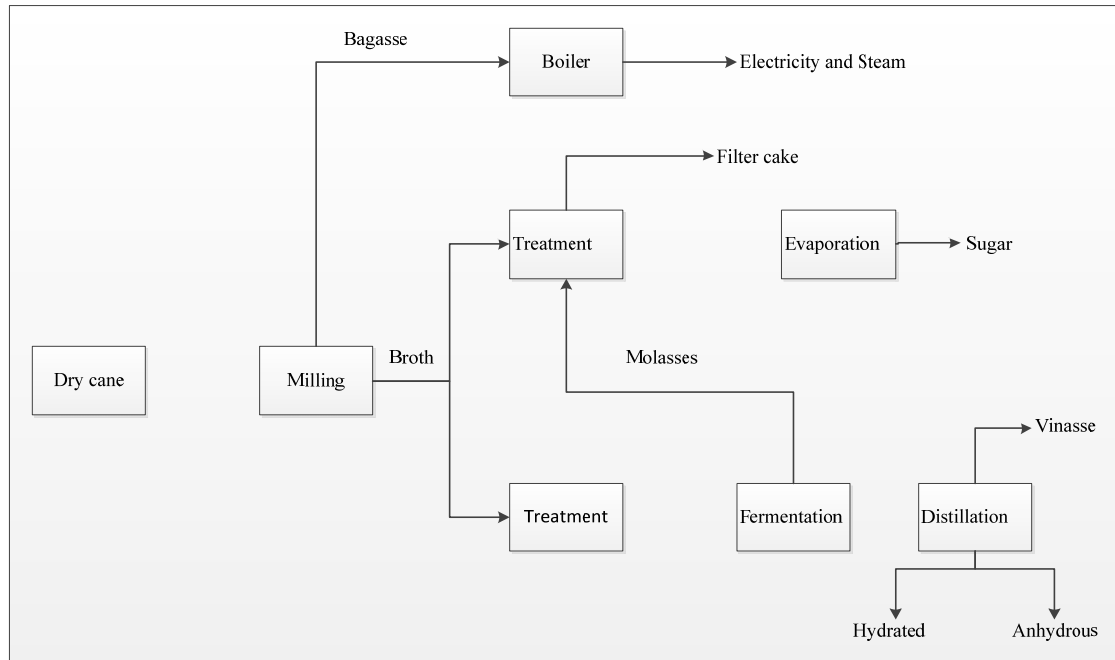 Bagasse
Boiler
Electricity and Steam
Filter cake
Treatment
Evaporation
Sugar
Dry cane
Milling
Broth
Molasses
Vinasse
Treatment
Fermentation
Distillation
Hydrated
Anhydrous